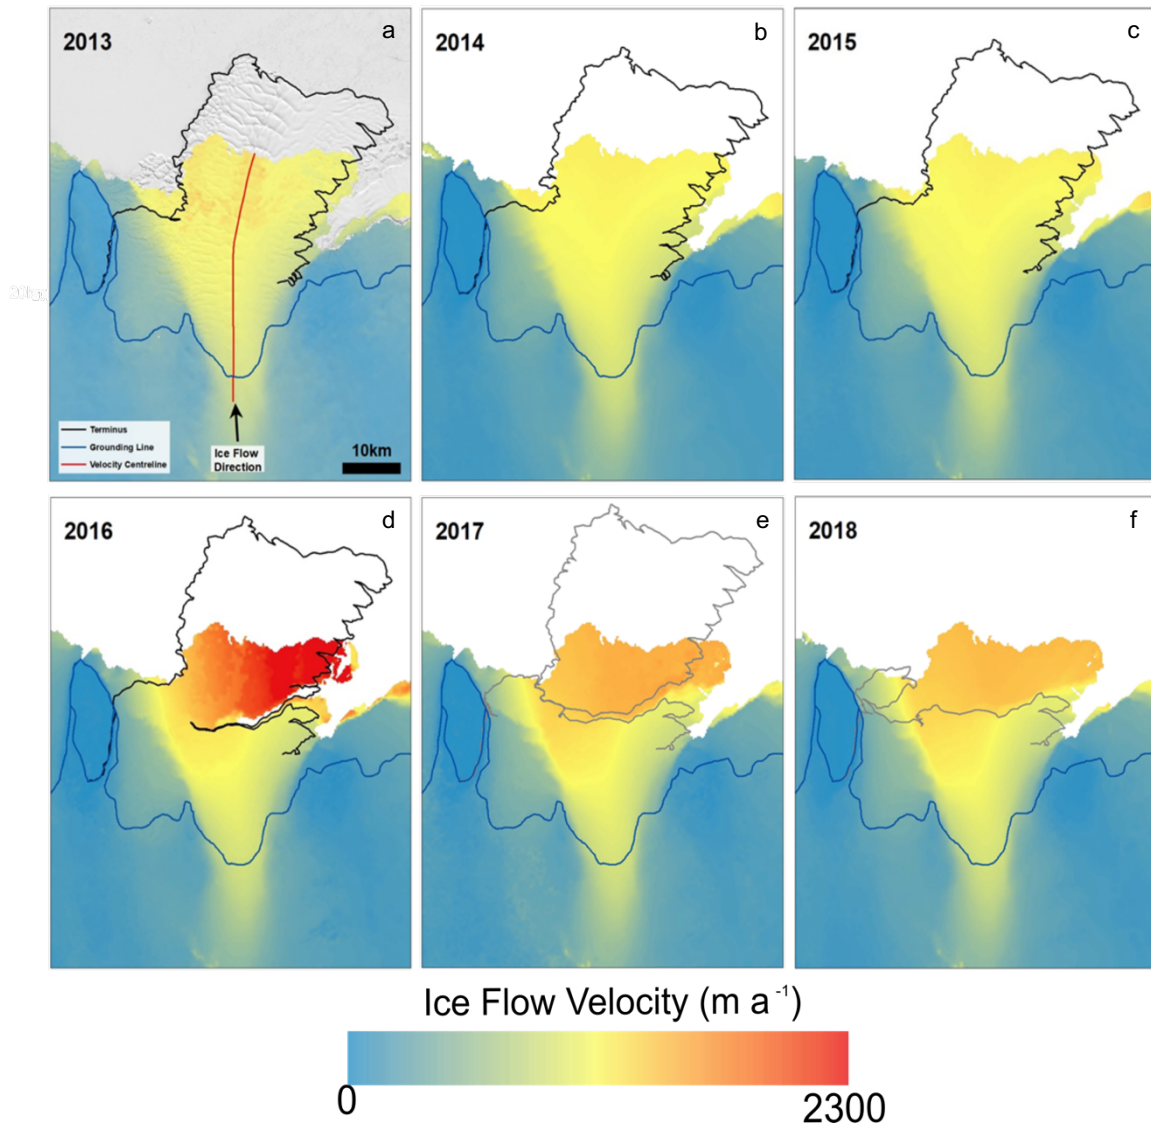 2013
a
2014
b
2015
c
Terminus
Grounding Line
Velocity Centreline
Ice Flow
Direction
10km
2016
d
2017
e
2018
f
Ice Flow Velocity (m a⁻¹)
0
2300